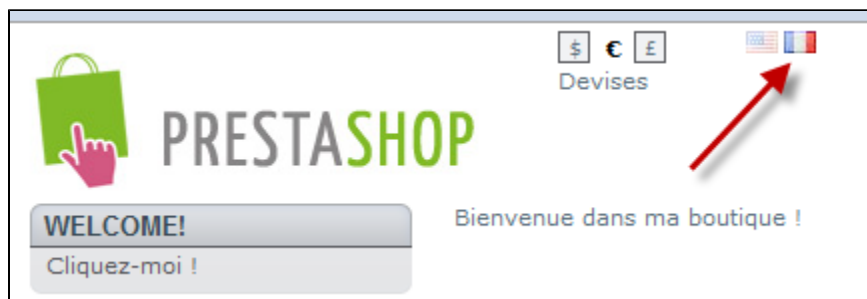 $ € £
Devises
PRESTASHOP
WELCOME!
Bienvenue dans ma boutique !
Cliquez-moi !